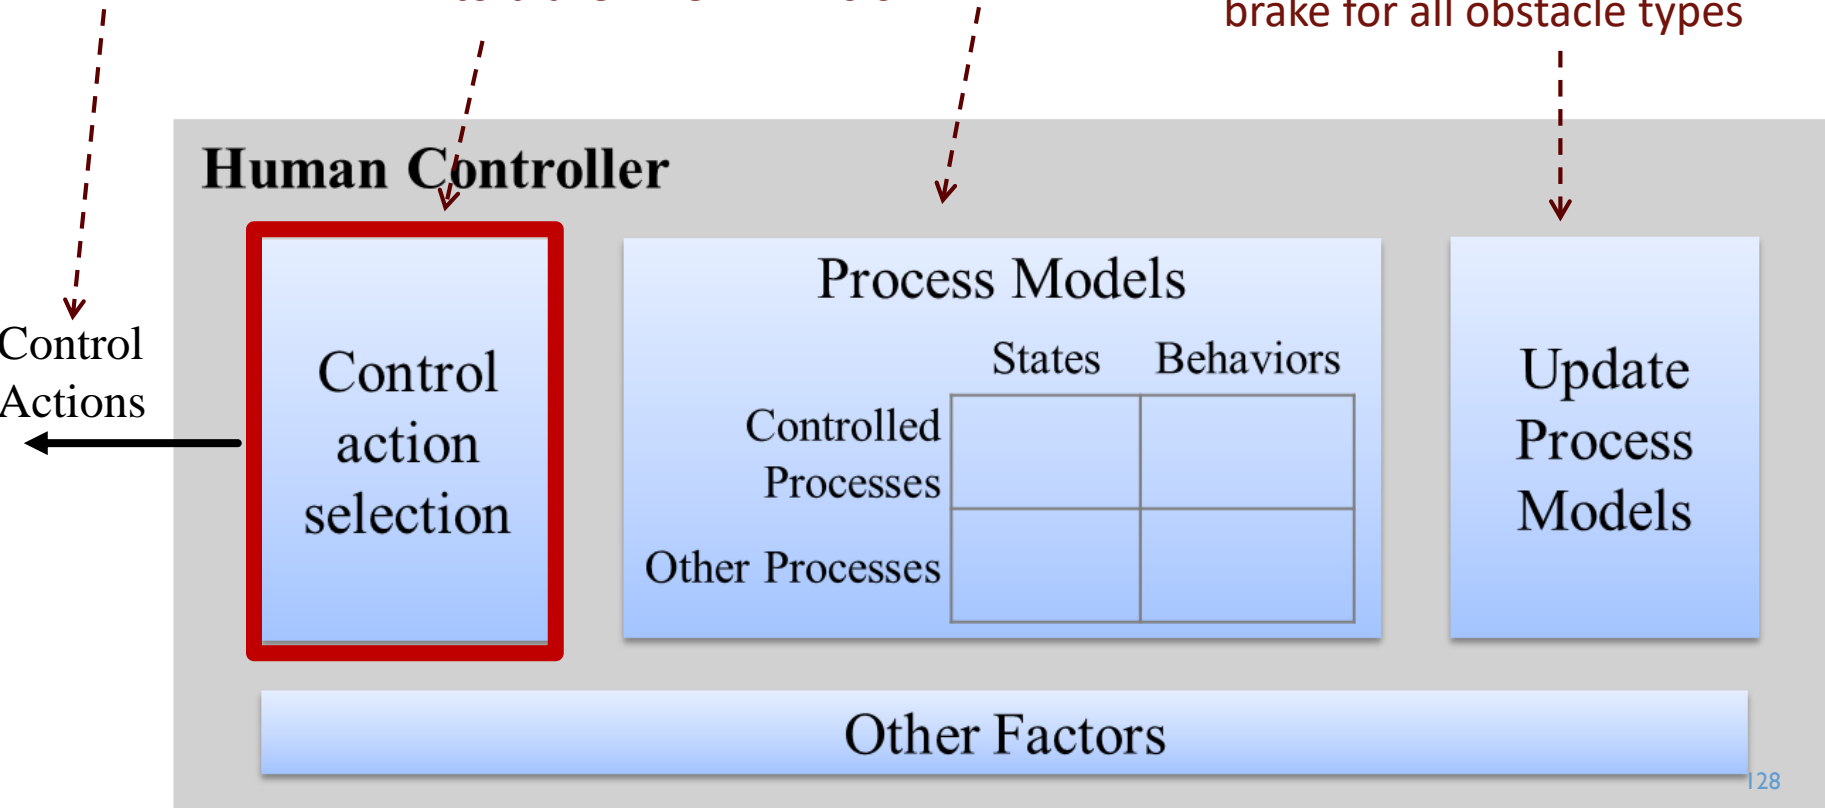 brake for all obstacle types
Human Controller
Control
Actions
Control
action
selection
Process Models
States Behaviors
Controlled
Processes
Other Processes
Update
Process
Models
Other Factors
128